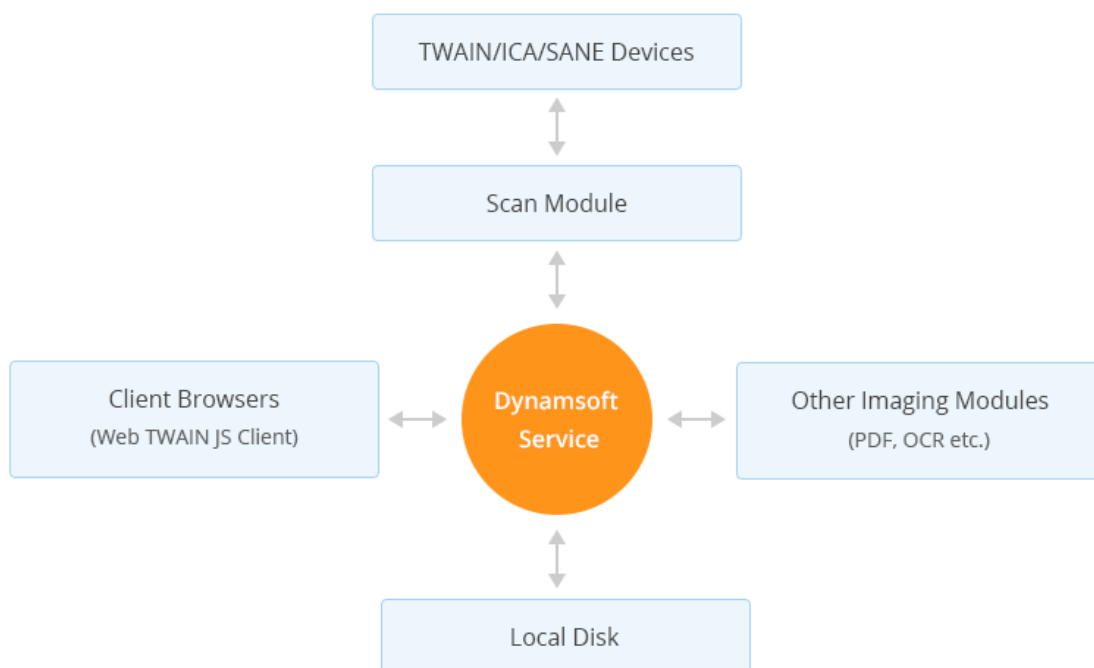 TWAIN/ICA/SANE Devices
Scan Module
Client Browsers
(Web TWAIN JS Client)
Dynamsoft
Service
Other Imaging Modules
(PDF, OCR etc.)
Local Disk